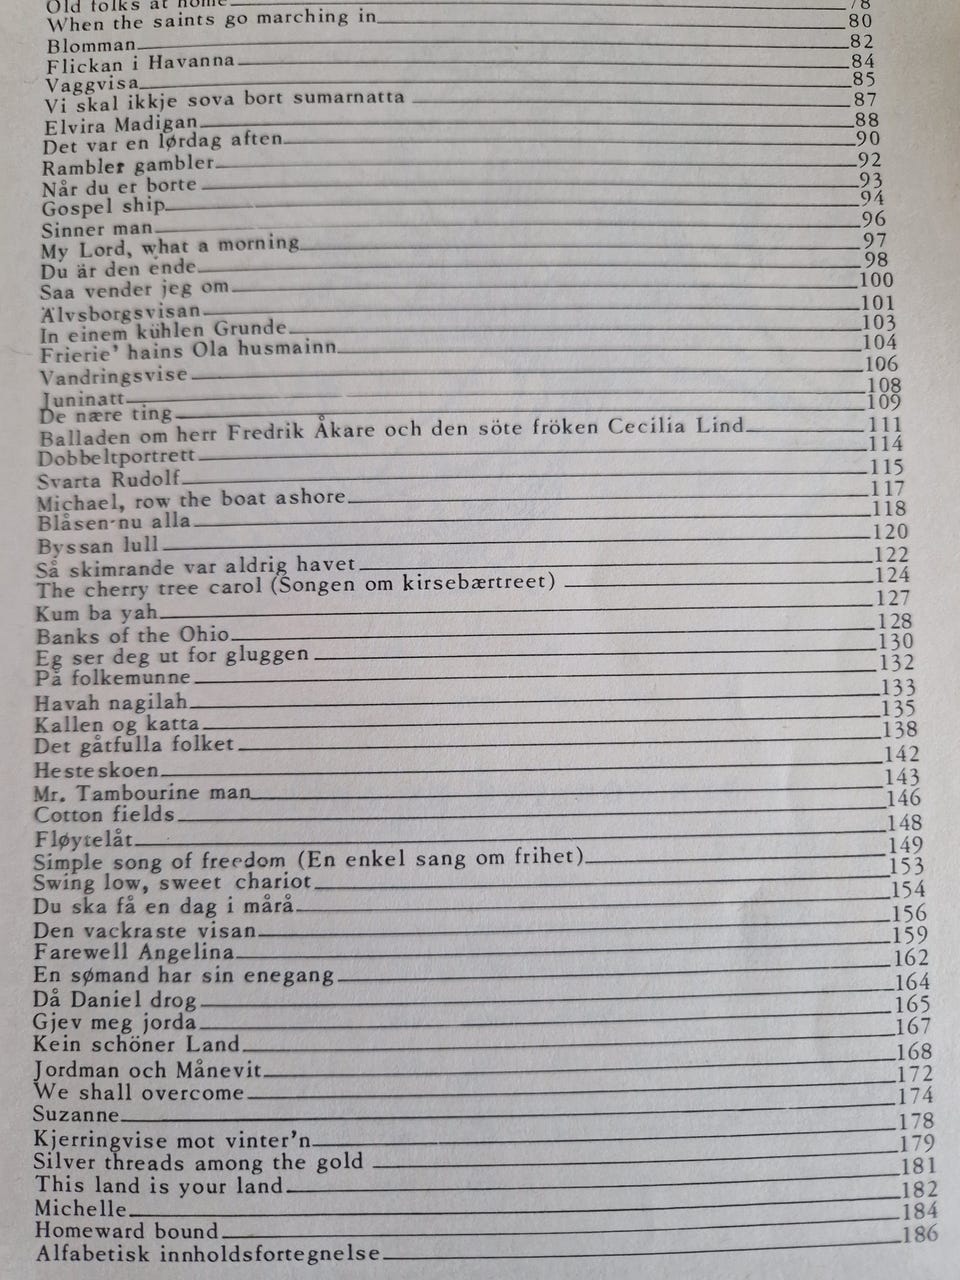 Old folks at home 78
When the saints go marching in 80
Blomman 82
Flickan i Havanna 84
Vaggvisa 85
Vi skal ikkje sova bort sumarnatta 87
Elvira Madigan 88
Det var en lørdag aften 90
Rambler gambler 92
Når du er borte 93
Gospel ship 94
Sinner man 96
My Lord, what a morning 97
Du är den ende 98
Saa vender jeg om 100
Älvsborgsvisan 101
In einem kühlen Grunde 103
Frierie' hains Ola husmainn 104
Vandringsvise 106
Juninatt 108
De nære ting 109
Balladen om herr Fredrik Åkare och den söte fröken Cecilia Lind 111
Dobbeltportrett 114
Svarta Rudolf 115
Michael, row the boat ashore 117
Blåsen nu alla 118
Byssan lull 120
Så skimrande var aldrig havet 122
The cherry tree carol (Songen om kirsebærtreet) 124
Kum ba yah 127
Banks of the Ohio 128
Eg ser deg ut for gluggen 130
På folkemunne 132
Havah nagilah 133
Kallen og katta 135
Det gåtfulla folket 138
Hesteskoen 142
Mr. Tambourine man 143
Cotton fields 146
Fløytelåt 148
Simple song of freedom (En enkel sang om frihet) 149
Swing low, sweet chariot 153
Du ska få en dag i mårå 154
Den vackraste visan 156
Farewell Angelina 159
En sømand har sin enegang 162
Då Daniel drog 164
Gjev meg jorda 165
Kein schöner Land 167
Jordman och Månevit 168
We shall overcome 172
Suzanne 174
Kjerringvise mot vinter'n 178
Silver threads among the gold 179
This land is your land 181
Michelle 182
Homeward bound 184
Alfabetisk innholdsfortegnelse 186